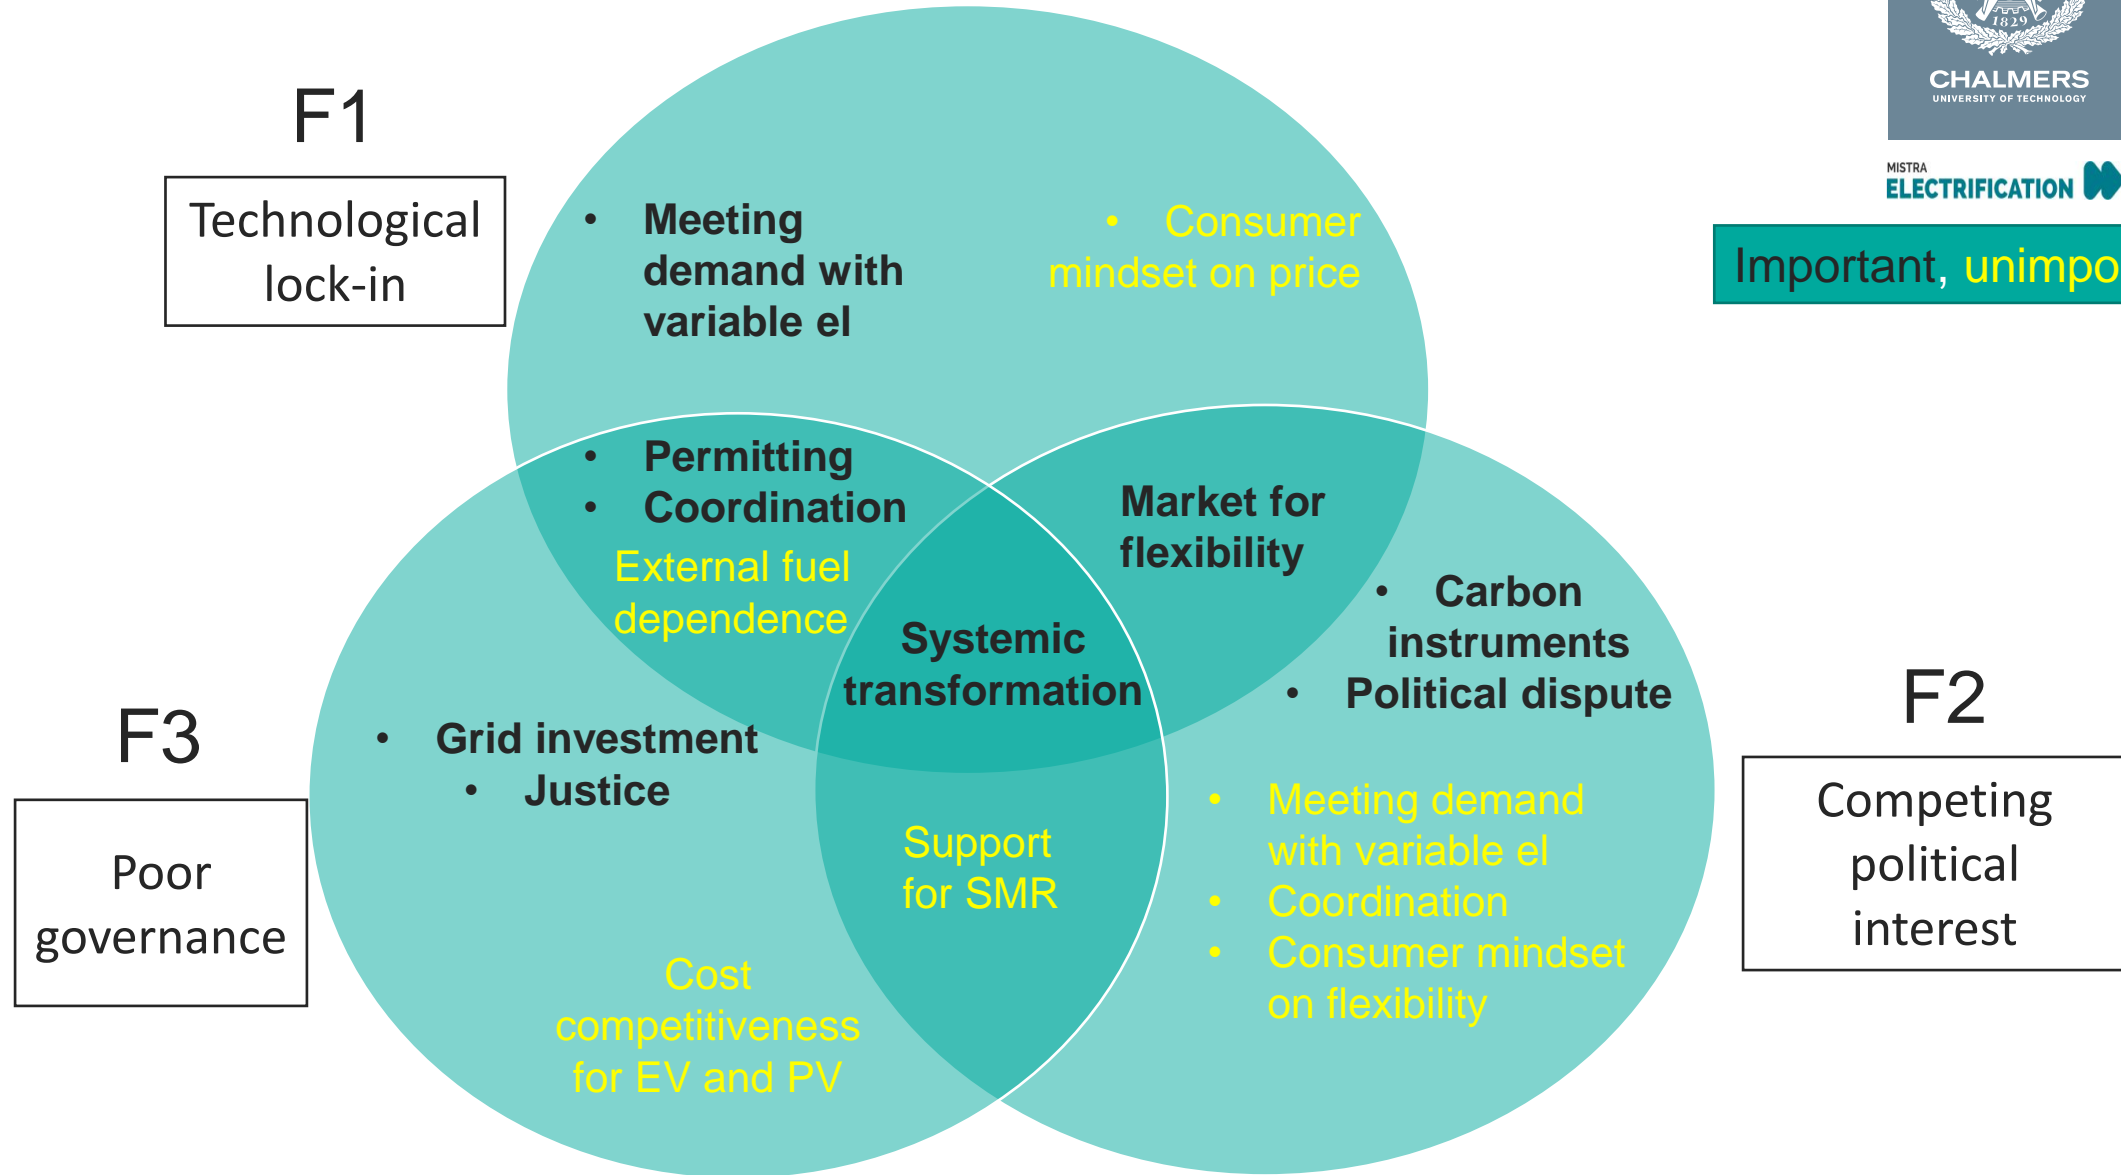 1829
CHALMERS
UNIVERSITY OF TECHNOLOGY
MISTRA
ELECTRIFICATION
Important, unimpo
F1
Technological
lock-in
• Meeting
demand with
variable el
• Consumer
mindset on price
• Permitting
• Coordination
External fuel
dependence
Market for
flexibility
Systemic
transformation
• Carbon
instruments
• Political dispute
F3
Poor
governance
• Grid investment
• Justice
Support
for SMR
Cost
competitiveness
for EV and PV
• Meeting demand
with variable el
• Coordination
• Consumer mindset
on flexibility
F2
Competing
political
interest